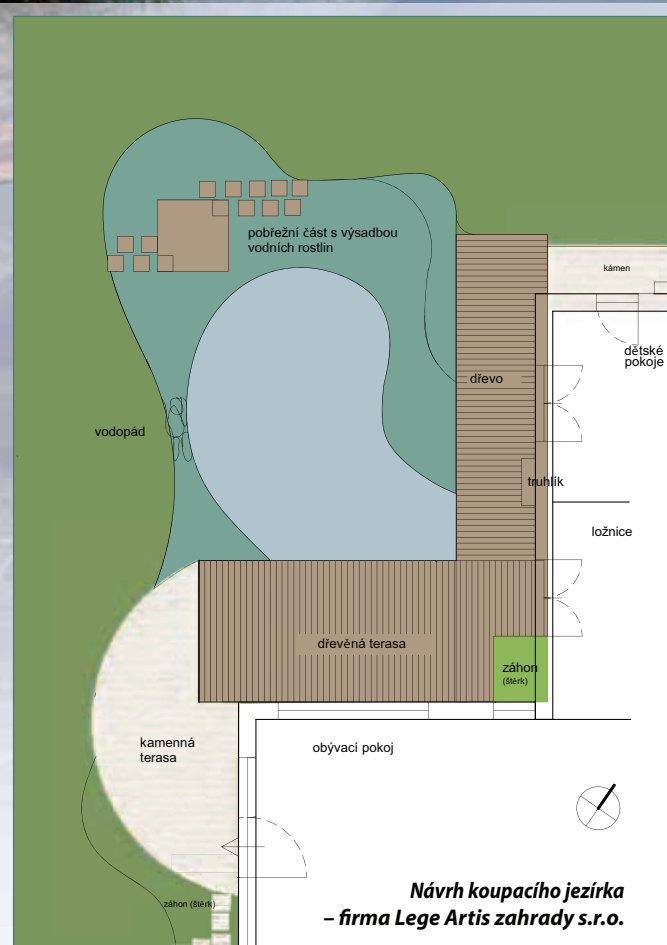 pobřežní část s výsadbou
vodních rostlin
kámen
dětské
pokoje
dřevo
vodopád
truhlík
ložnice
dřevěná terasa
záhon
(štěrk)
kamenná
terasa
obývací pokoj
záhon (štěrk)
Návrh koupacího jezírka
– firma Lege Artis zahrady s.r.o.